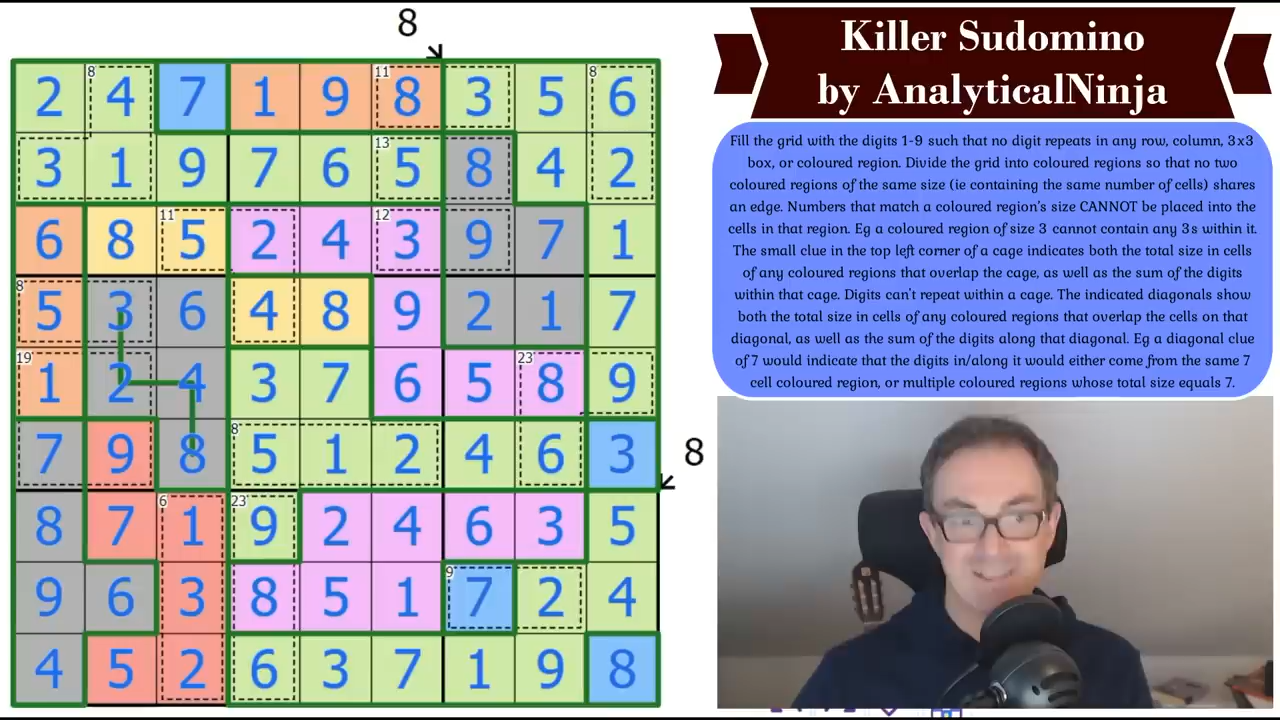 8
Killer Sudomino
by AnalyticalNinja
Fill the grid with the digits 1-9 such that no digit repeats in any row, column, 3x3
box, or coloured region. Divide the grid into coloured regions so that no two
coloured regions of the same size (ie containing the same number of cells) shares
an edge. Numbers that match a coloured region's size CANNOT be placed into the
cells in that region. Eg a coloured region of size 3 cannot contain any 3s within it.
The small clue in the top left corner of a cage indicates both the total size in cells
of any coloured regions that overlap the cage, as well as the sum of the digits
within that cage. Digits can't repeat within a cage. The indicated diagonals show
both the total size in cells of any coloured regions that overlap the cells on that
diagonal, as well as the sum of the digits along that diagonal. Eg a diagonal clue
of 7 would indicate that the digits in/along it would either come from the same 7
cell coloured region, or multiple coloured regions whose total size equals 7.
8 11 8
2 4 7 1 9 8 3 5 6
13
3 1 9 7 6 5 8 4 2
11 12
6 8 5 2 4 3 9 7 1
8
5 3 6 4 8 9 2 1 7
19 23
1 2 4 3 7 6 5 8 9
8
7 9 8 5 1 2 4 6 3
8
6 23
8 7 1 9 2 4 6 3 5
9
9 6 3 8 5 1 7 2 4
4 5 2 6 3 7 1 9 8